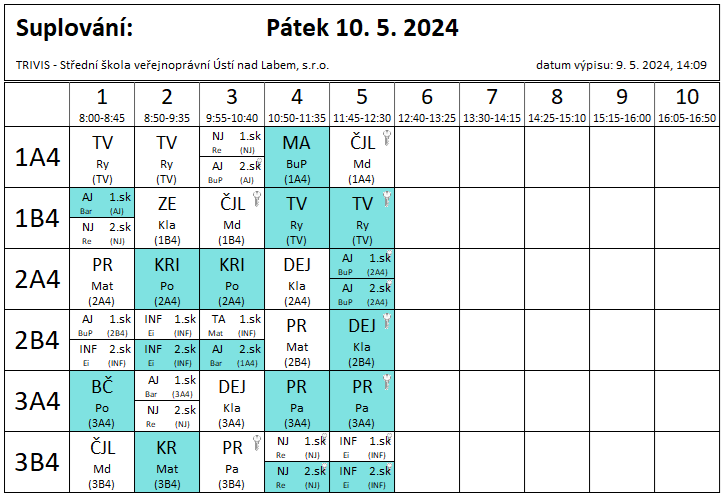 Suplování: Pátek 10. 5. 2024
TRIVIS - Střední škola veřejnoprávní Ústí nad Labem, s.r.o. datum výpisu: 9. 5. 2024, 14:09
1 2 3 4 5 6 7 8 9 10
8:00-8:45 8:50-9:35 9:55-10:40 10:50-11:35 11:45-12:30 12:40-13:25 13:30-14:15 14:25-15:10 15:15-16:00 16:05-16:50
1A4
TV Ry (TV)
TV Ry (TV)
NJ 1.sk Re (NJ)
AJ 2.sk BuP (AJ)
MA BuP (1A4)
ČJL Md (1A4)
1B4
AJ 1.sk Bar (AJ)
NJ 2.sk Re (NJ)
ZE Kla (1B4)
ČJL Md (1B4)
TV Ry (TV)
TV Ry (TV)
2A4
PR Mat (2A4)
KRI Po (2A4)
KRI Po (2A4)
DEJ Kla (2A4)
AJ 1.sk BuP (2A4)
AJ 2.sk BuP (2A4)
2B4
AJ 1.sk BuP (2B4)
INF 2.sk Ei (INF)
INF 1.sk Ei (INF)
INF 2.sk Ei (INF)
TA 1.sk Mat (INF)
AJ 2.sk Bar (1A4)
PR Mat (2B4)
DEJ Kla (2B4)
3A4
BČ Po (3A4)
AJ 1.sk Bar (3A4)
NJ 2.sk Re (NJ)
DEJ Kla (3A4)
PR Pa (3A4)
PR Pa (3A4)
3B4
ČJL Md (3B4)
KR Mat (3B4)
PR Pa (3B4)
NJ 1.sk Re (NJ)
NJ 2.sk Re (NJ)
INF 1.sk Ei (INF)
INF 2.sk Ei (INF)